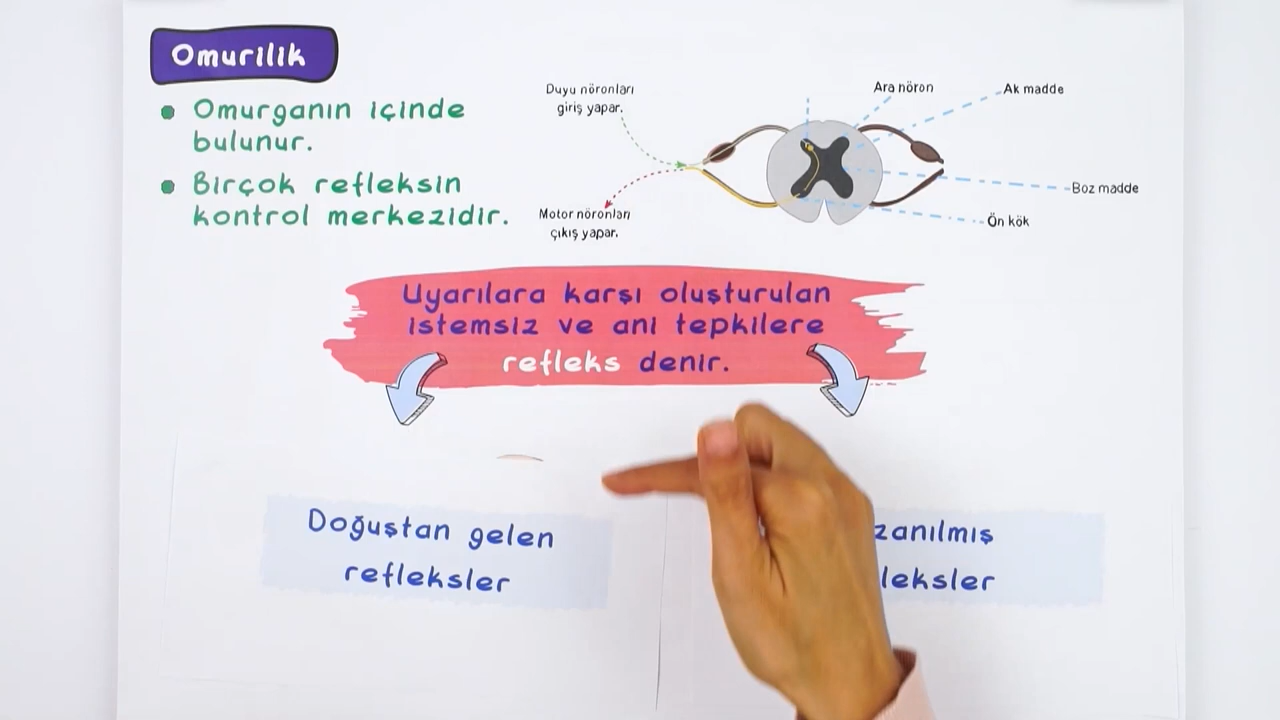 Omurilik
Omurganın içinde
bulunur.
Birçok refleksin
kontrol merkezidir.
Duyu nöronları
giriş yapar.
Motor nöronları
çıkış yapar.
Ara nöron
Ak madde
Boz madde
Ön kök
Uyarılara karşı oluşturulan
istemsiz ve ani tepkilere
refleks denir.
Doğuştan gelen
refleksler
zanılmış
leksler